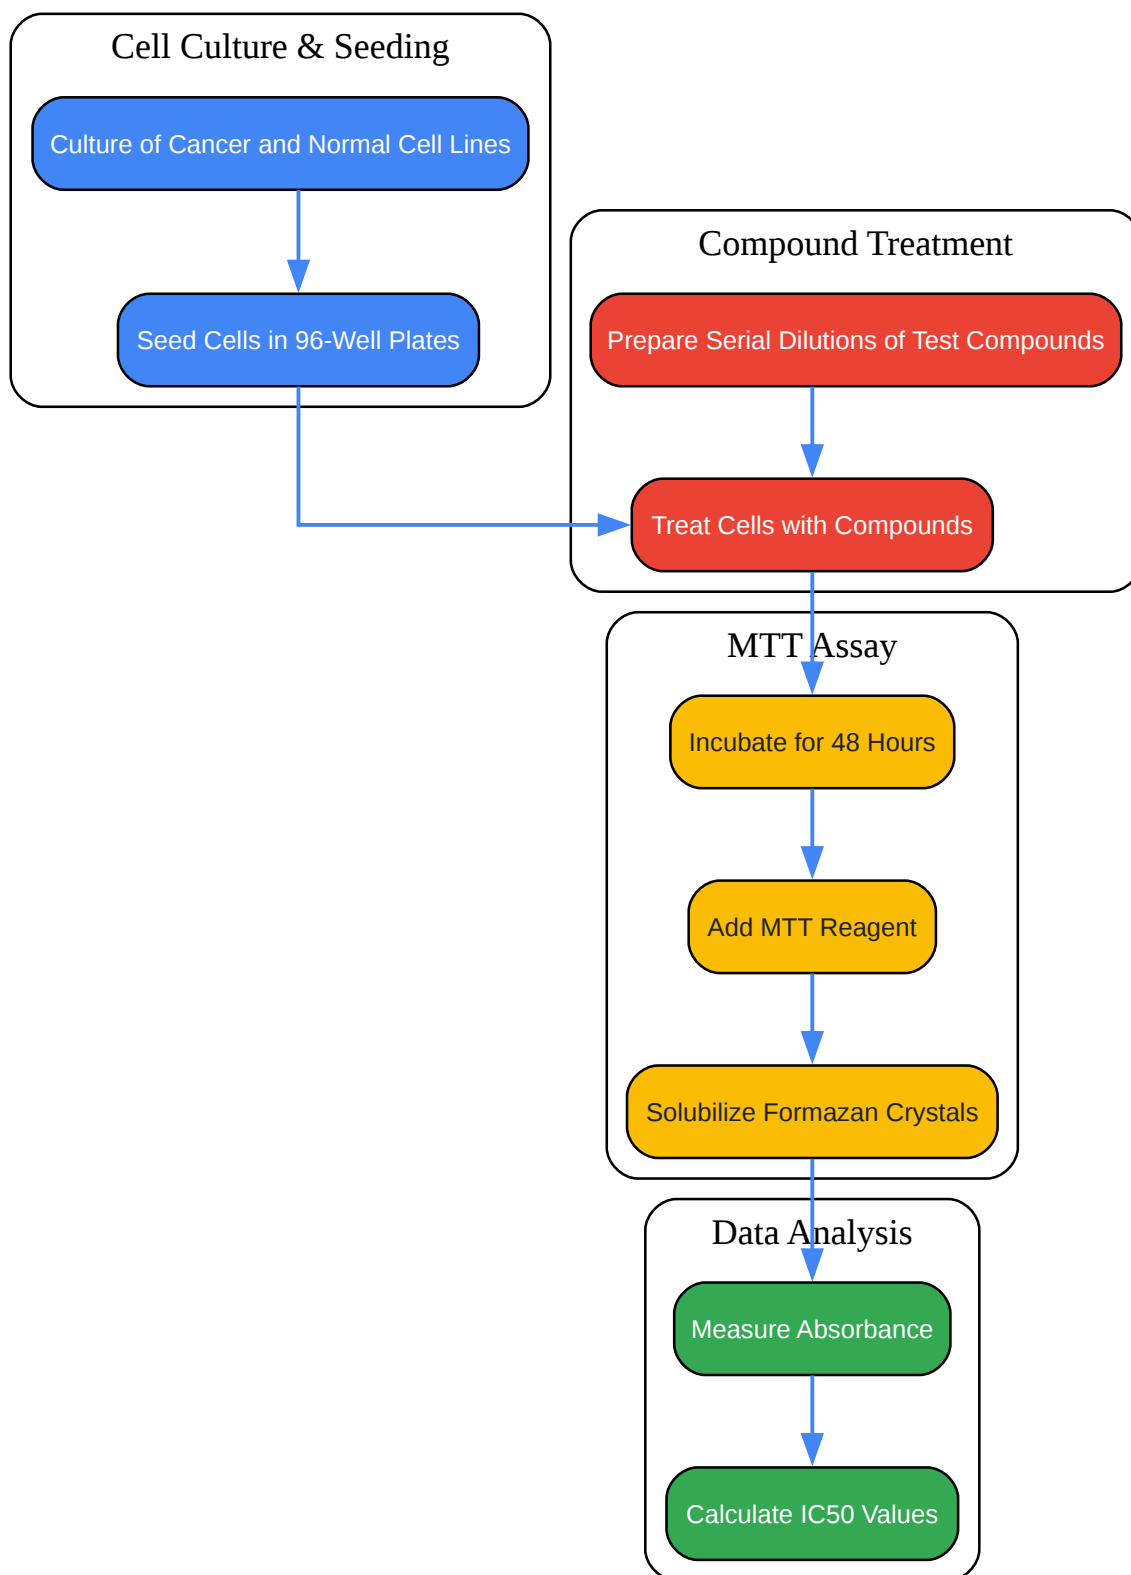 Cell Culture & Seeding
Culture of Cancer and Normal Cell Lines
Seed Cells in 96-Well Plates
Compound Treatment
Prepare Serial Dilutions of Test Compounds
Treat Cells with Compounds
MTT Assay
Incubate for 48 Hours
Add MTT Reagent
Solubilize Formazan Crystals
Data Analysis
Measure Absorbance
Calculate IC50 Values